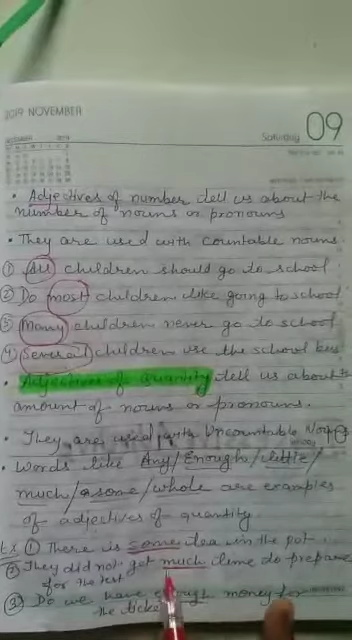 2019 NOVEMBER
Saturday 09
• Adjectives of number tell us about the
number of nouns or pronouns
• They are used with countable nouns
① All children should go to school
② Do most children like going to school
③ Many children never go to school
④ Several children use the school bus
• Adjectives of quantity tell us about
amount of nouns or pronouns.
• They are used with Uncountable
• Words like Any/Enough/little/
much/some/whole are examples
of adjectives of quantity.
Ex ① There is some tea in the pot.
② They did not get much time to prepare
for the test
③ Do we have enough money for
the